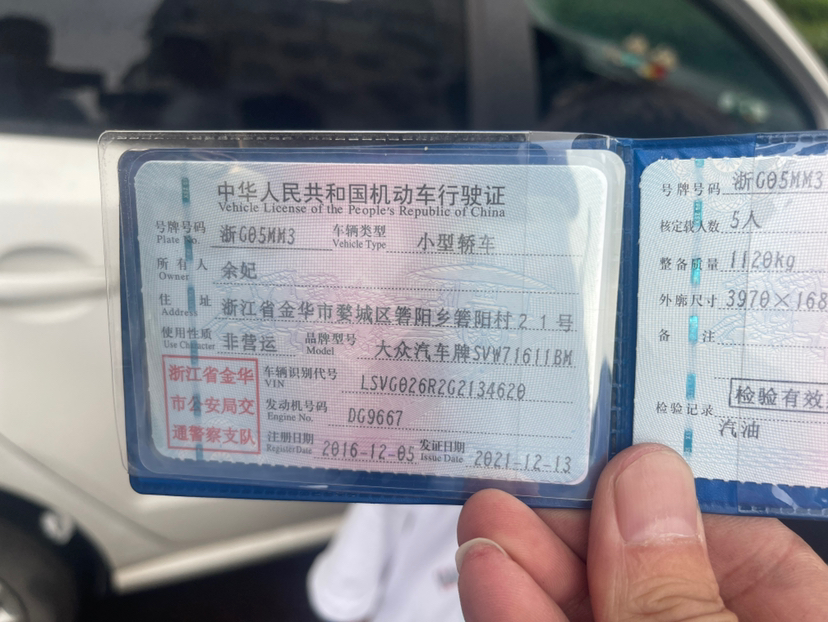 中华人民共和国机动车行驶证
Vehicle License of the People's Republic of China
号牌号码 Plate No. 浙G05MM3 车辆类型 Vehicle Type 小型轿车
所有人 Owner 余妃
住址 Address 浙江省金华市婺城区箬阳乡箬阳村21号
使用性质 Use Character 非营运 品牌型号 Model 大众汽车牌SVW71611BM
浙江省金华市公安局交通警察支队
车辆识别代号 VIN LSVG026R2G2134620
发动机号码 Engine No. DG9667
注册日期 Register Date 2016-12-05 发证日期 Issue Date 2021-12-13
号牌号码 浙G05MM3
核定载人数 5人
整备质量 1120kg
外廓尺寸 3970×168
备注
检验有效
检验记录
汽油